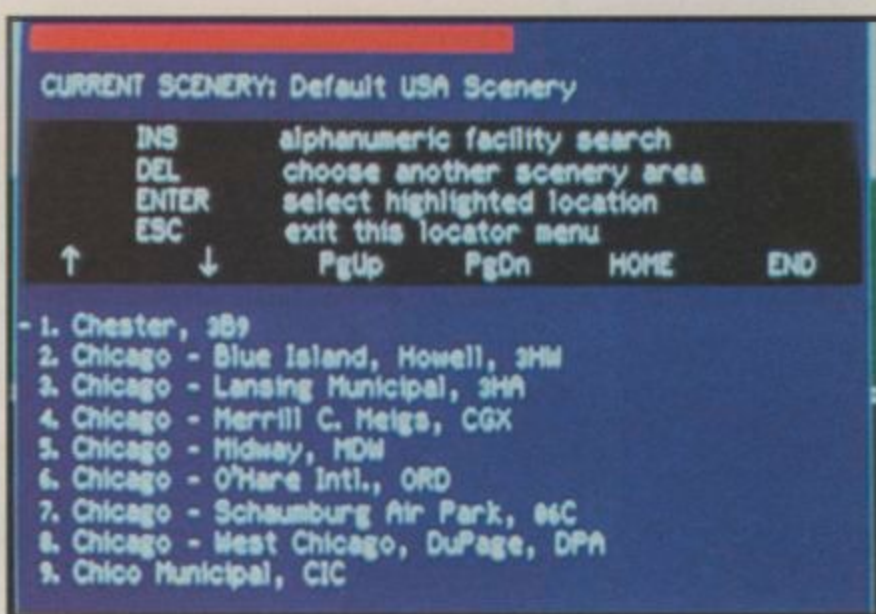 CURRENT SCENERY: Default USA Scenery
INS alphanumeric facility search
DEL choose another scenery area
ENTER select highlighted location
ESC exit this locator menu
↑ ↓ PgUp PgDn HOME END
- 1. Chester, 3B9
2. Chicago - Blue Island, Howell, 3HW
3. Chicago - Lansing Municipal, 3HA
4. Chicago - Merrill C. Meigs, CGX
5. Chicago - Midway, MDW
6. Chicago - O'Hare Intl., ORD
7. Chicago - Schaumburg Air Park, 06C
8. Chicago - West Chicago, DuPage, DPA
9. Chico Municipal, CIC